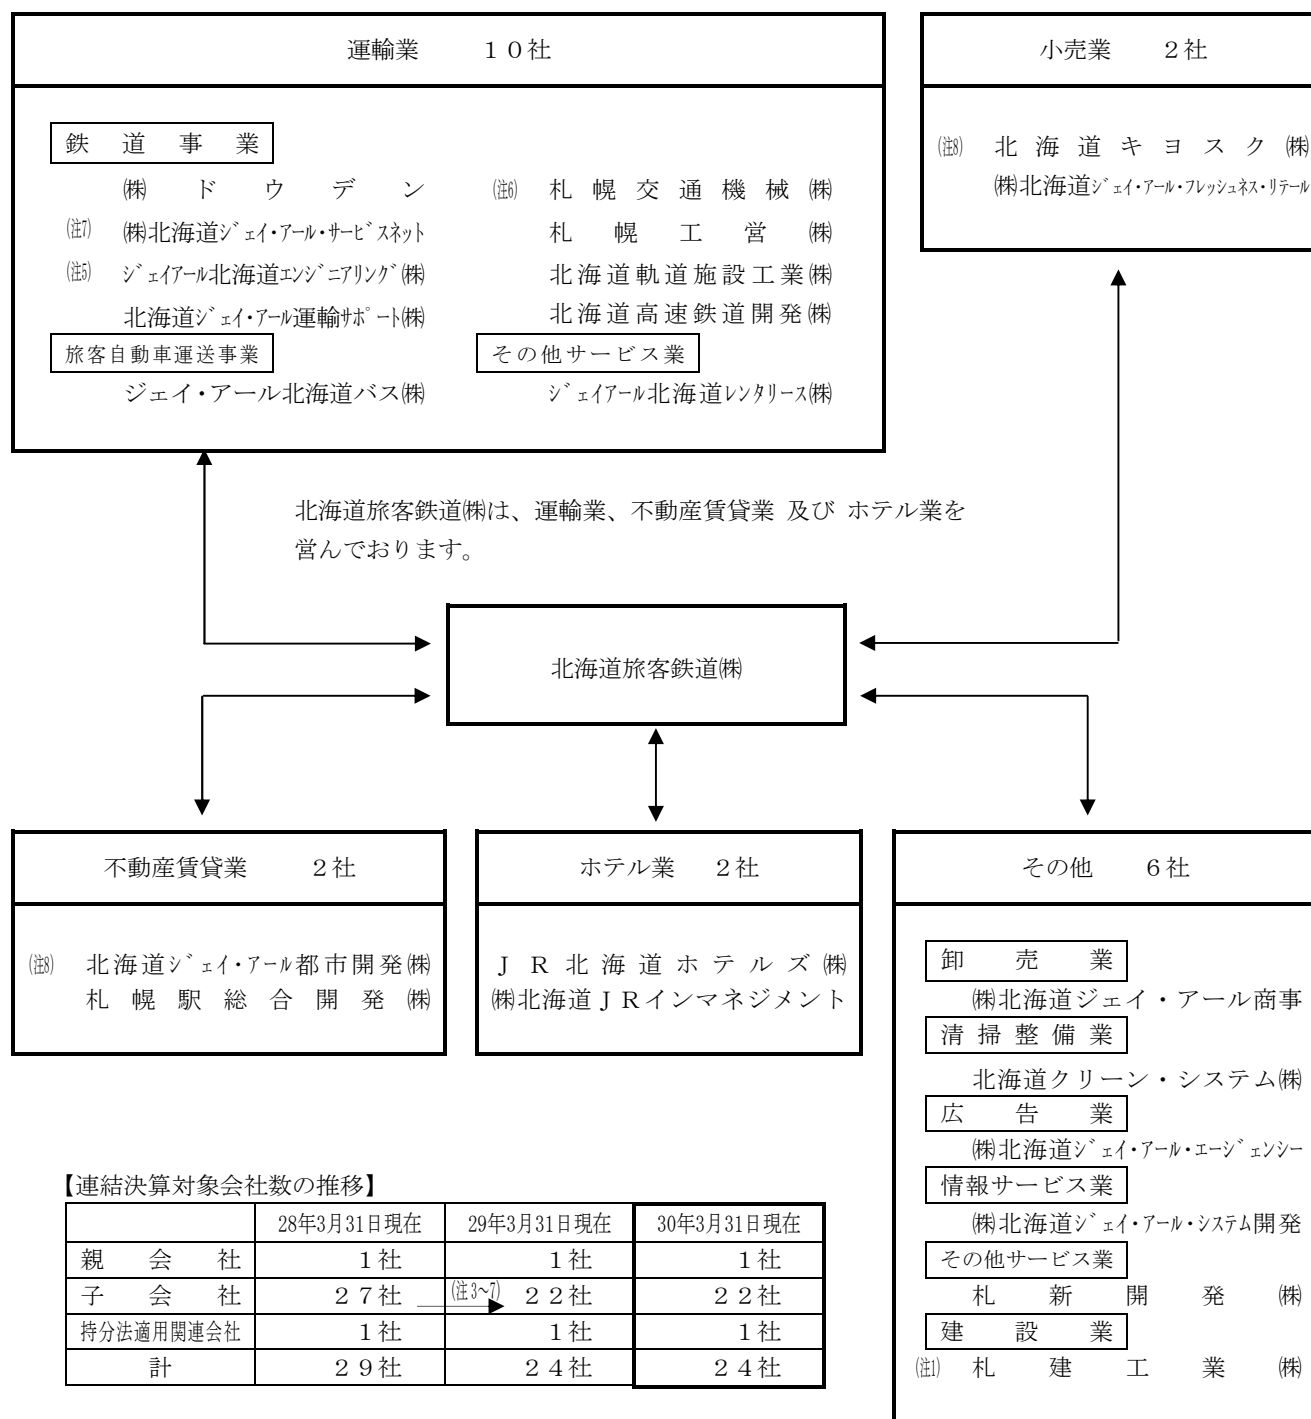 運輸業 １０社
鉄道事業
㈱ドウデン
(注7) ㈱北海道ジェイ・アール・サービスネット
(注5) ジェイアール北海道エンジニアリング㈱
北海道ジェイ・アール運輸サポート㈱
旅客自動車運送事業
ジェイ・アール北海道バス㈱
(注6) 札幌交通機械㈱
札幌工営㈱
北海道軌道施設工業㈱
北海道高速鉄道開発㈱
その他サービス業
ジェイアール北海道レンタリース㈱
小売業 ２社
(注8) 北海道キヨスク㈱
㈱北海道ジェイ・アール・フレッシュネス・リテール
北海道旅客鉄道㈱は、運輸業、不動産賃貸業 及び ホテル業を
営んでおります。
北海道旅客鉄道㈱
不動産賃貸業 ２社
(注8) 北海道ジェイ・アール都市開発㈱
札幌駅総合開発㈱
ホテル業 ２社
ＪＲ北海道ホテルズ㈱
㈱北海道ＪＲインマネジメント
その他 ６社
卸売業
㈱北海道ジェイ・アール商事
清掃整備業
北海道クリーン・システム㈱
広告業
㈱北海道ジェイ・アール・エージェンシー
情報サービス業
㈱北海道ジェイ・アール・システム開発
その他サービス業
札新開発㈱
建設業
(注1) 札建工業㈱
【連結決算対象会社数の推移】
28年3月31日現在 29年3月31日現在 30年3月31日現在
親会社 １社 １社 １社
子会社 ２７社 (注3~7) ２２社 ２２社
持分法適用関連会社 １社 １社 １社
計 ２９社 ２４社 ２４社